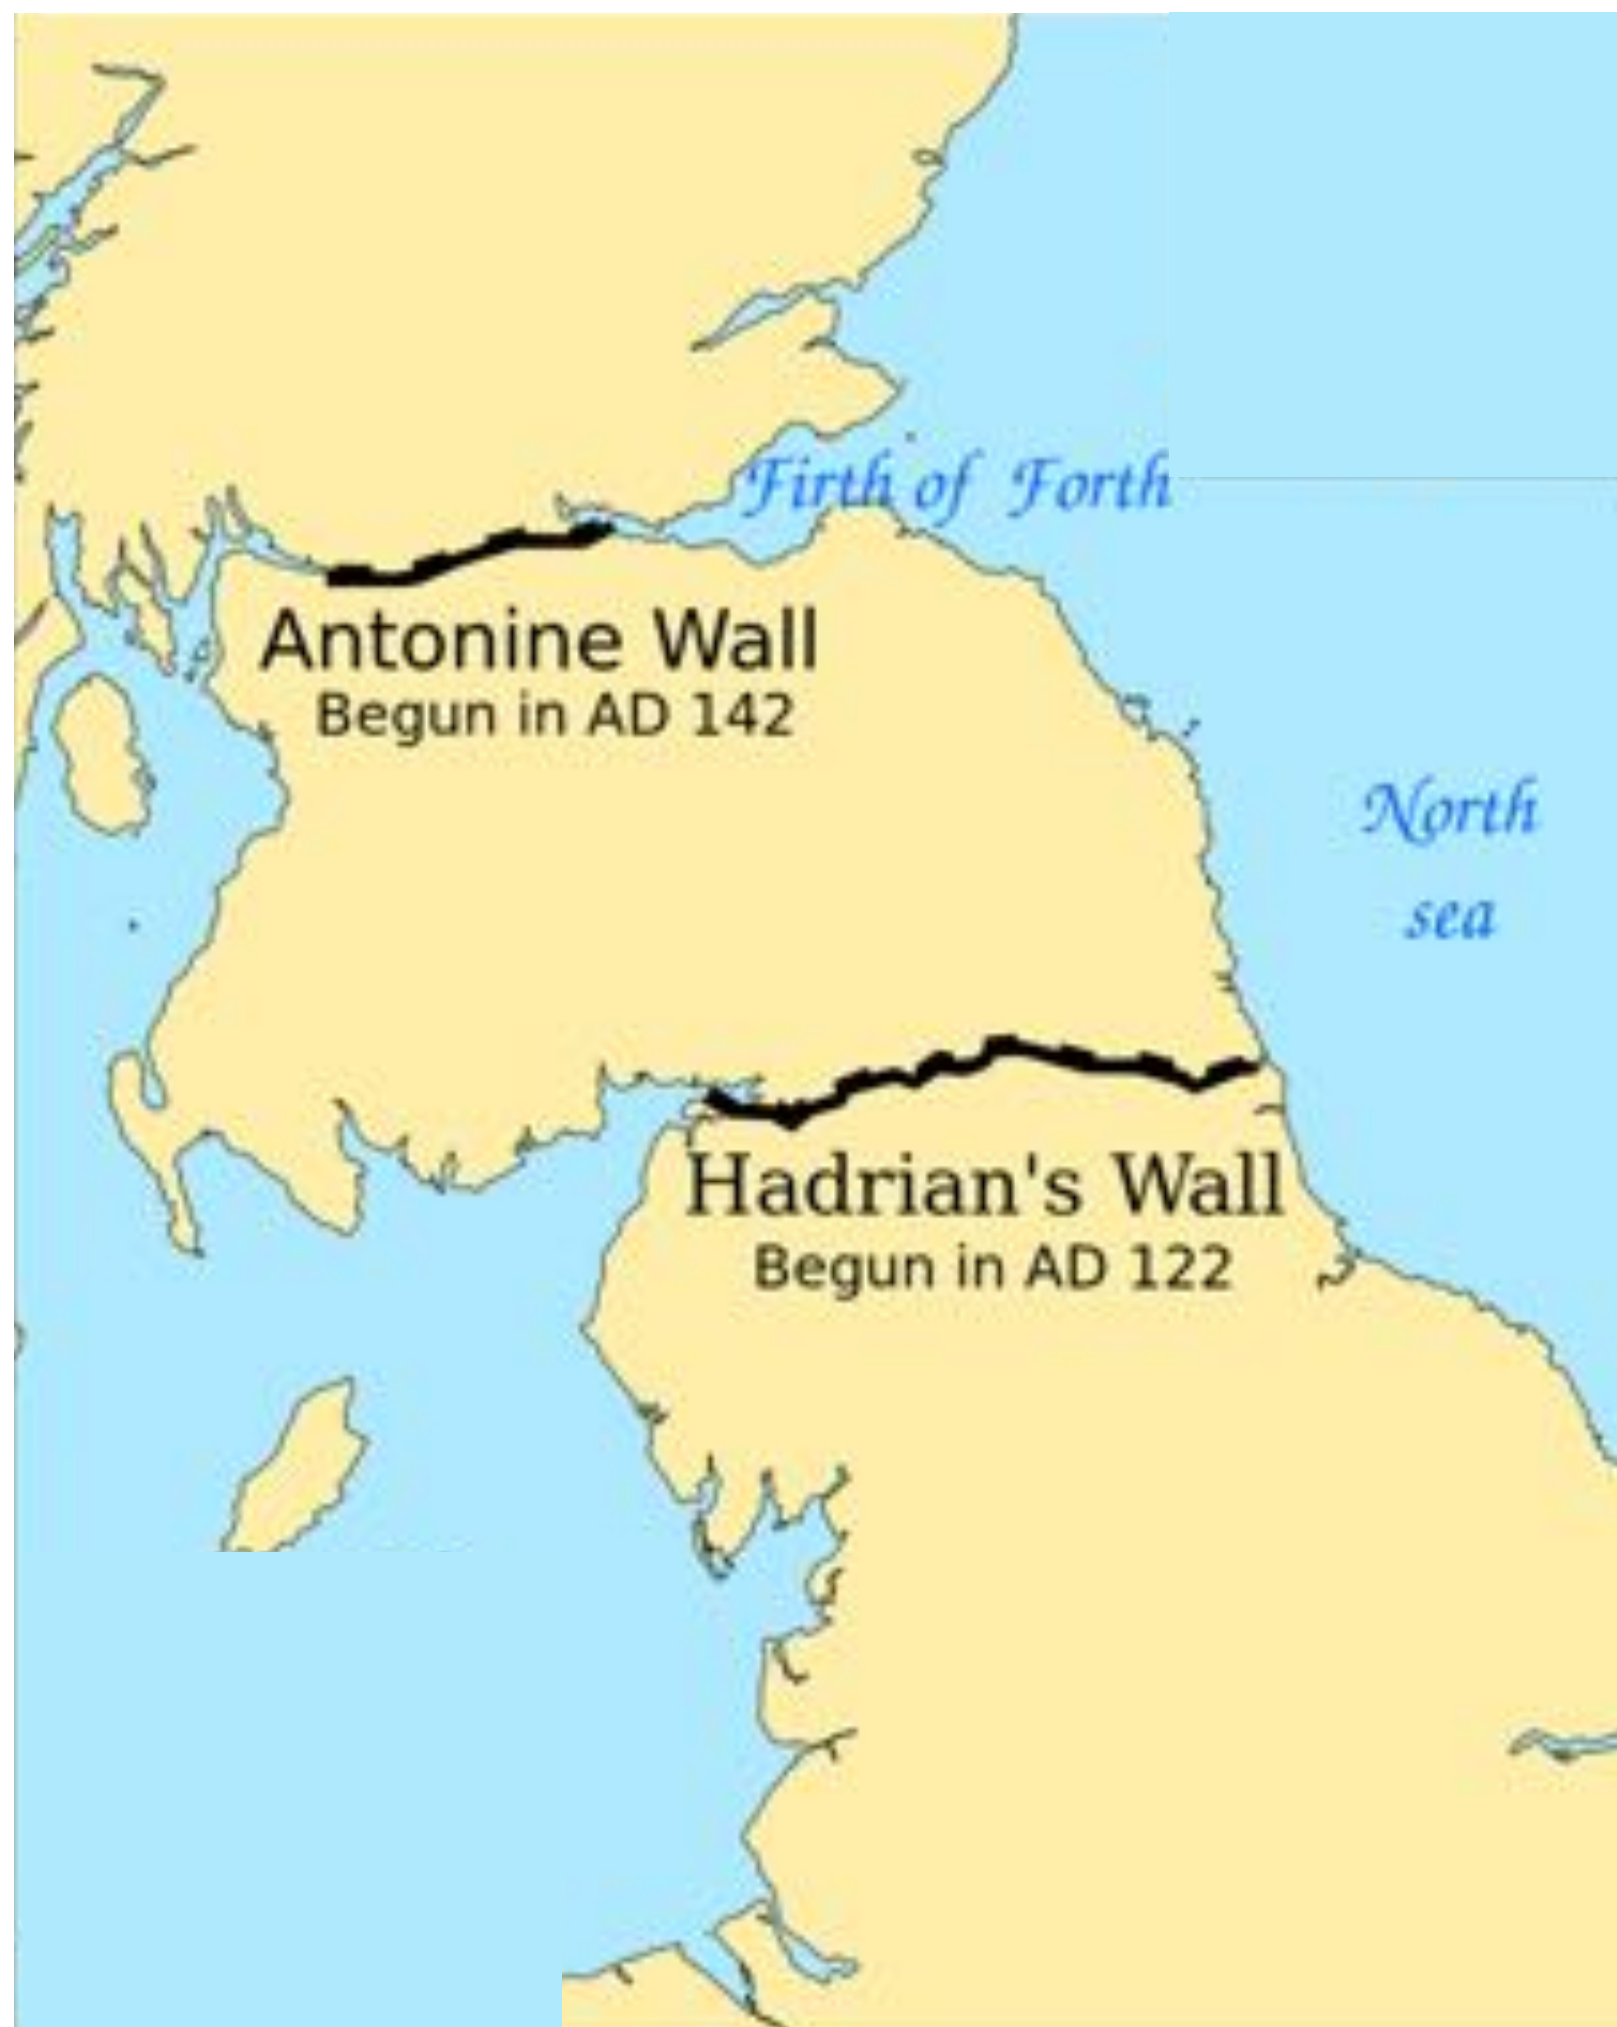 Firth of Forth
Antonine Wall
Begun in AD 142
North
sea
Hadrian's Wall
Begun in AD 122